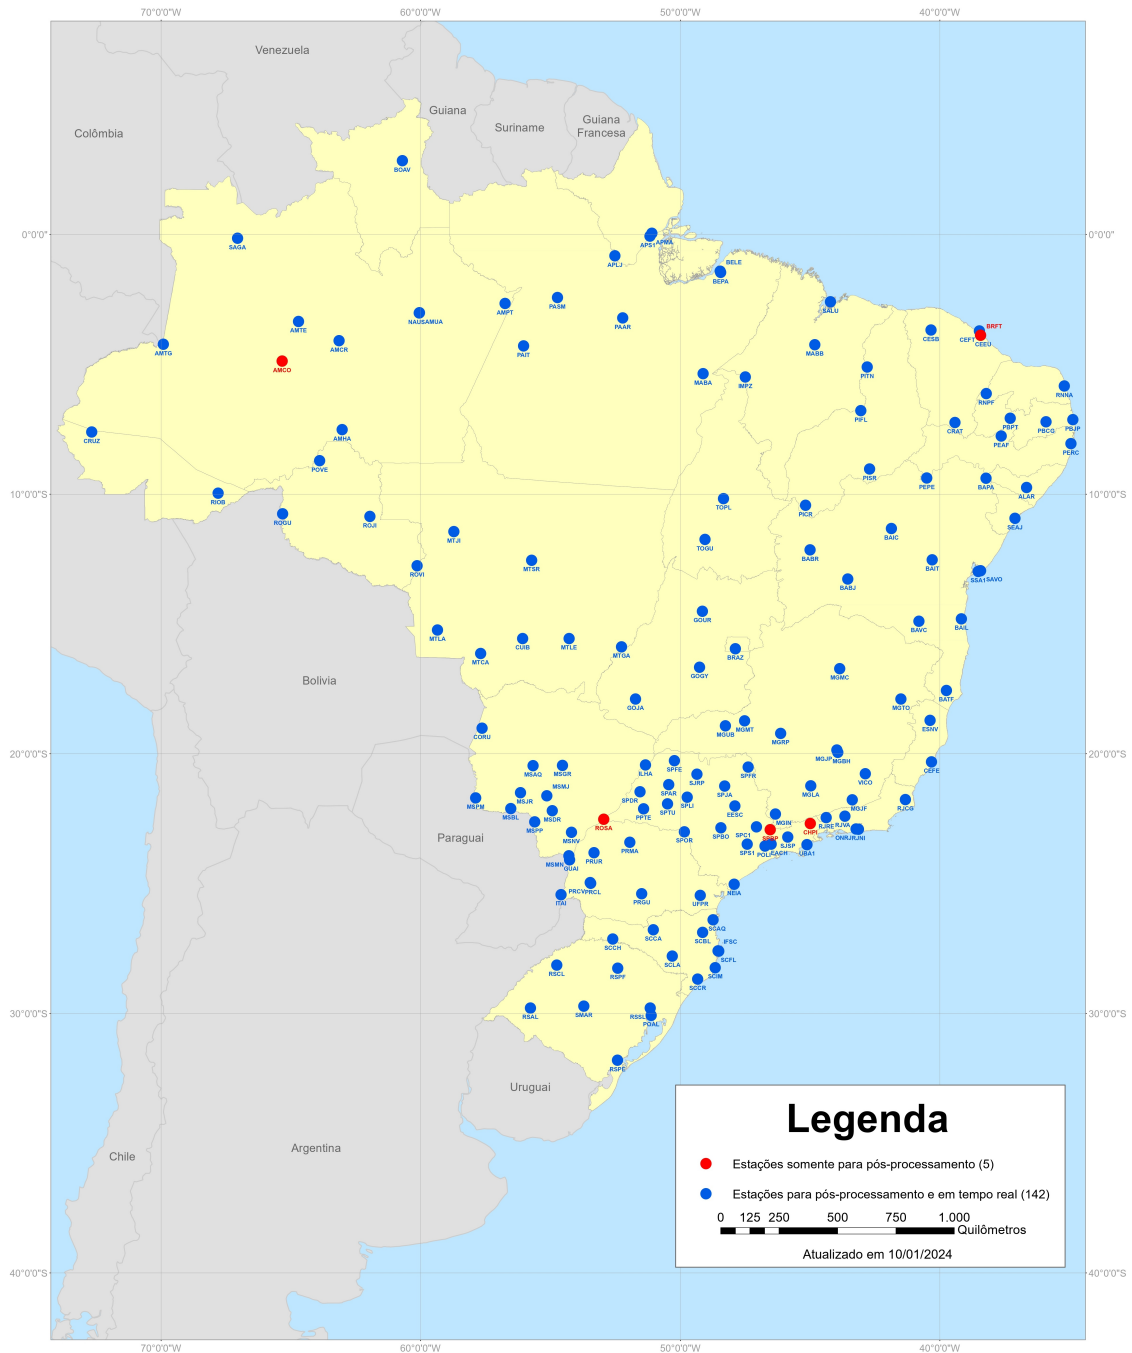 70°0'0"W 60°0'0"W 50°0'0"W 40°0'0"W
Venezuela
Colômbia
Guiana
Suriname
Guiana
Francesa
BOAV
0°0'0" 0°0'0"
SAGA
APS1 APMA
APLJ
BELE
BEPA
AMPT
PASM
SALU
AMTE
NAUSAMUA
PAAR
CESB
BRFT
CEFT
CEEU
AMTG
AMCR
PAIT
MABB
AMCO
MABA
IMPZ
PITN
RNNA
RNPF
CRUZ
AMHA
PIFL
CRAT
PBPT
PBCG
PBJP
PEAF
PERC
POVE
PISR
PEPE
BAPA
ALAR
10°0'0"S 10°0'0"S
RIOB
ROGU
ROJI
TOPL
PICR
SEAJ
MTJI
TOGU
BAIC
MTSR
BABR
BAIT
ROVI
BABJ
SSA1 SAVO
GOUR
BAVC
BAIL
MTLA
CUIB
MTLE
MTGA
BRAZ
MTCA
GOGY
MGMC
Bolivia
GOJA
MGTO
BATF
CORU
MGUB
MGMT
MGRP
ESNV
20°0'0"S 20°0'0"S
MGJP
MGBH
CEFE
MSAQ
MSGR
ILHA
SPFE
SJRP
SPFR
VICO
MSMJ
MSPM
MSJR
SPDR
SPAR
SPJA
MGLA
MSBL
MSDR
PPTE
SPTU
SPLI
EESC
MGJF
RJCG
MSPP
ROSA
MGIN
RJVA
RJRE
CHPI
Paraguai
MSNV
SPOR
SPBO
SPC1
SBSP
ONRJRJNI
PRMA
SPS1
POLI
EACH
SJSP
UBA1
MSMN
GUAI
PRUR
PRCV
PRCL
ITAI
PRGU
UFPR
NEIA
SCAQ
SCCA
SCBL
IFSC
SCCH
SCFL
RSCL
RSPF
SCLA
SCIM
SCCR
30°0'0"S 30°0'0"S
RSAL
SMAR
RSSL
POAL
RSPE
Uruguai
Argentina
Chile
Legenda
Estações somente para pós-processamento (5)
Estações para pós-processamento e em tempo real (142)
0 125 250 500 750 1.000
Quilômetros
Atualizado em 10/01/2024
40°0'0"S 40°0'0"S
70°0'0"W 60°0'0"W 50°0'0"W 40°0'0"W